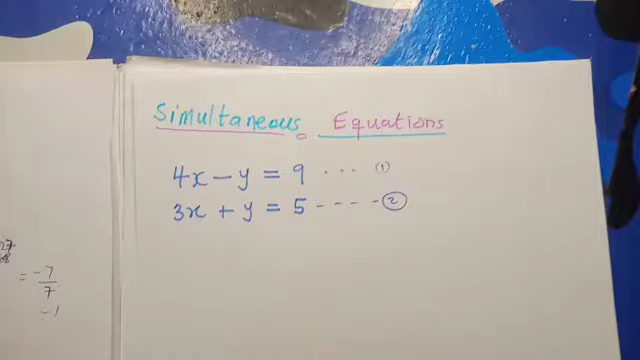 Simultaneous Equations
4x - y = 9 ... (1)
3x + y = 5 ---- (2)
= -7/7
-1